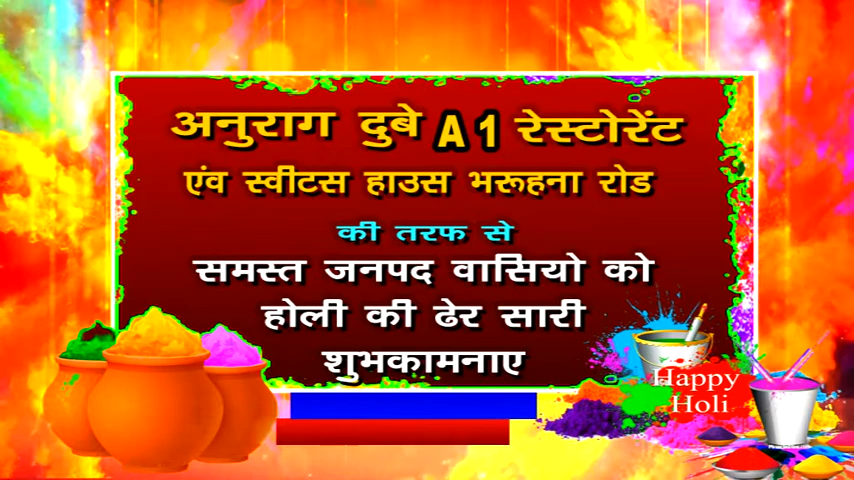 अनुराग दुबे A 1 रेस्टोरेंट
एंव स्वीटस हाउस भरूहना रोड
की तरफ से
समस्त जनपद वासियो को
होली की ढेर सारी
शुभकामनाए
Happy
Holi